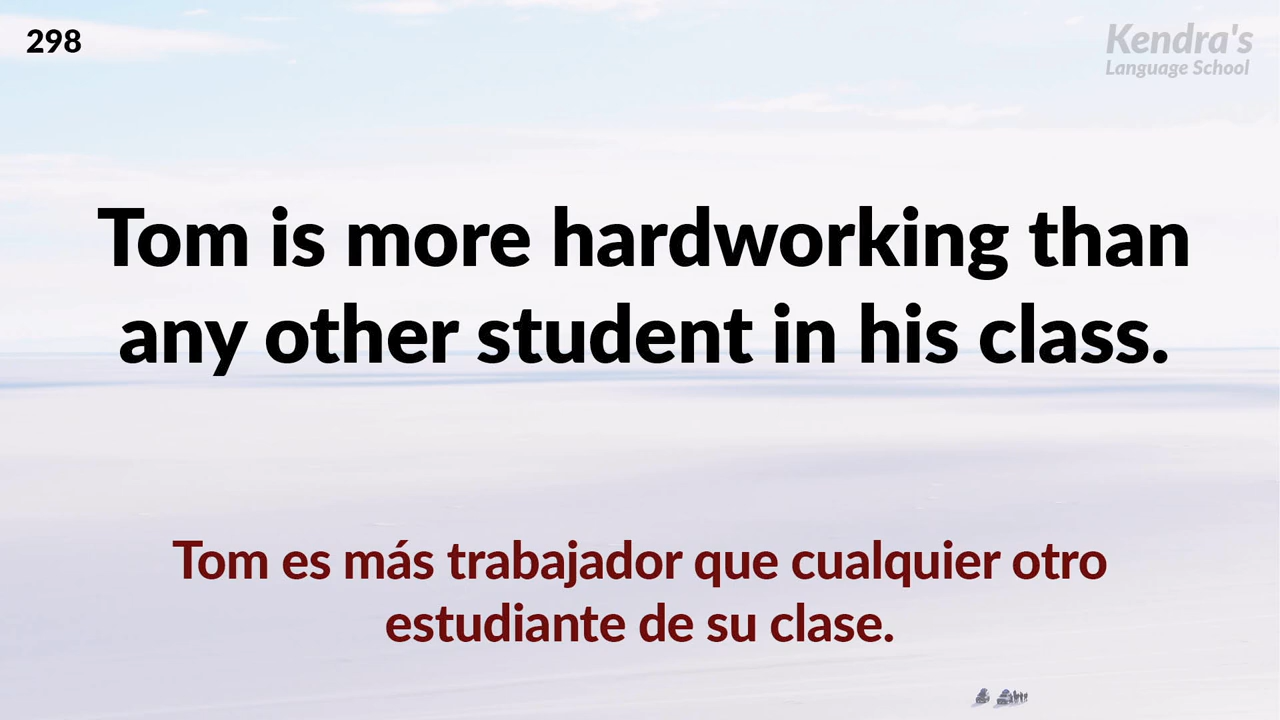 298
Kendra's
Language School
Tom is more hardworking than
any other student in his class.
Tom es más trabajador que cualquier otro
estudiante de su clase.